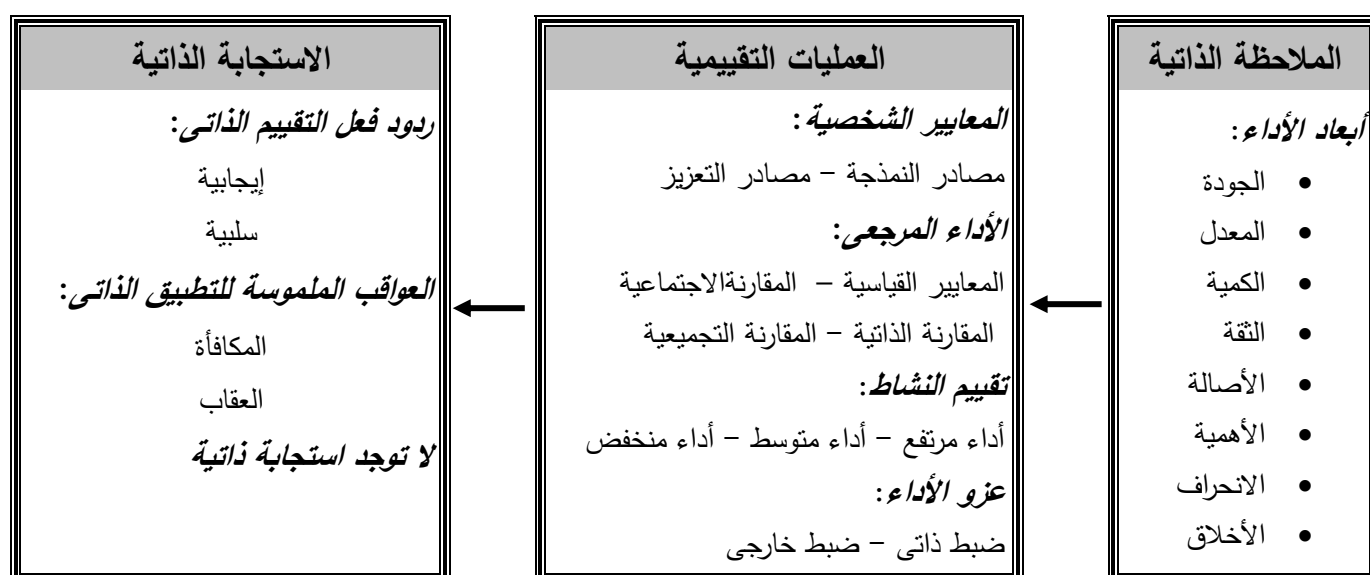 الملاحظة الذاتية
أبعاد الأداء:
• الجودة
• المعدل
• الكمية
• الثقة
• الأصالة
• الأهمية
• الانحراف
• الأخلاق
العمليات التقييمية
المعايير الشخصية:
مصادر النمذجة – مصادر التعزيز
الأداء المرجعى:
المعايير القياسية – المقارنةالاجتماعية
المقارنة الذاتية – المقارنة التجميعية
تقييم النشاط:
أداء مرتفع – أداء متوسط – أداء منخفض
عزو الأداء:
ضبط ذاتى – ضبط خارجى
الاستجابة الذاتية
ردود فعل التقييم الذاتى:
إيجابية
سلبية
العواقب الملموسة للتطبيق الذاتى:
المكافأة
العقاب
لا توجد استجابة ذاتية